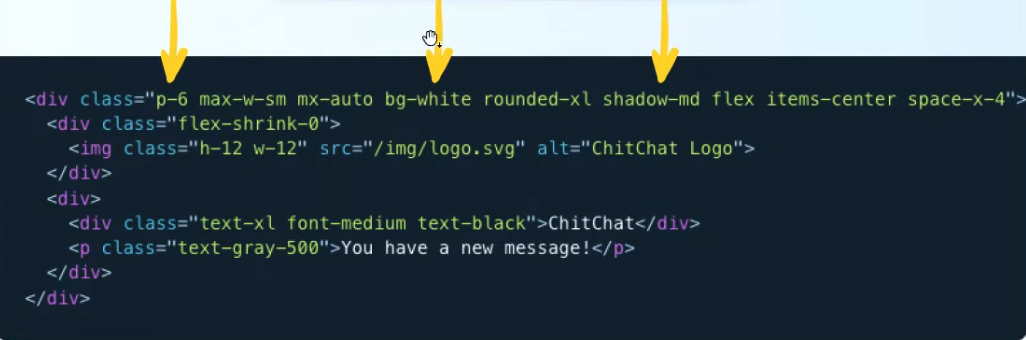 <div class="p-6 max-w-sm mx-auto bg-white rounded-xl shadow-md flex items-center space-x-4">
<div class="flex-shrink-0">
<img class="h-12 w-12" src="/img/logo.svg" alt="ChitChat Logo">
</div>
<div>
<div class="text-xl font-medium text-black">ChitChat</div>
<p class="text-gray-500">You have a new message!</p>
</div>
</div>